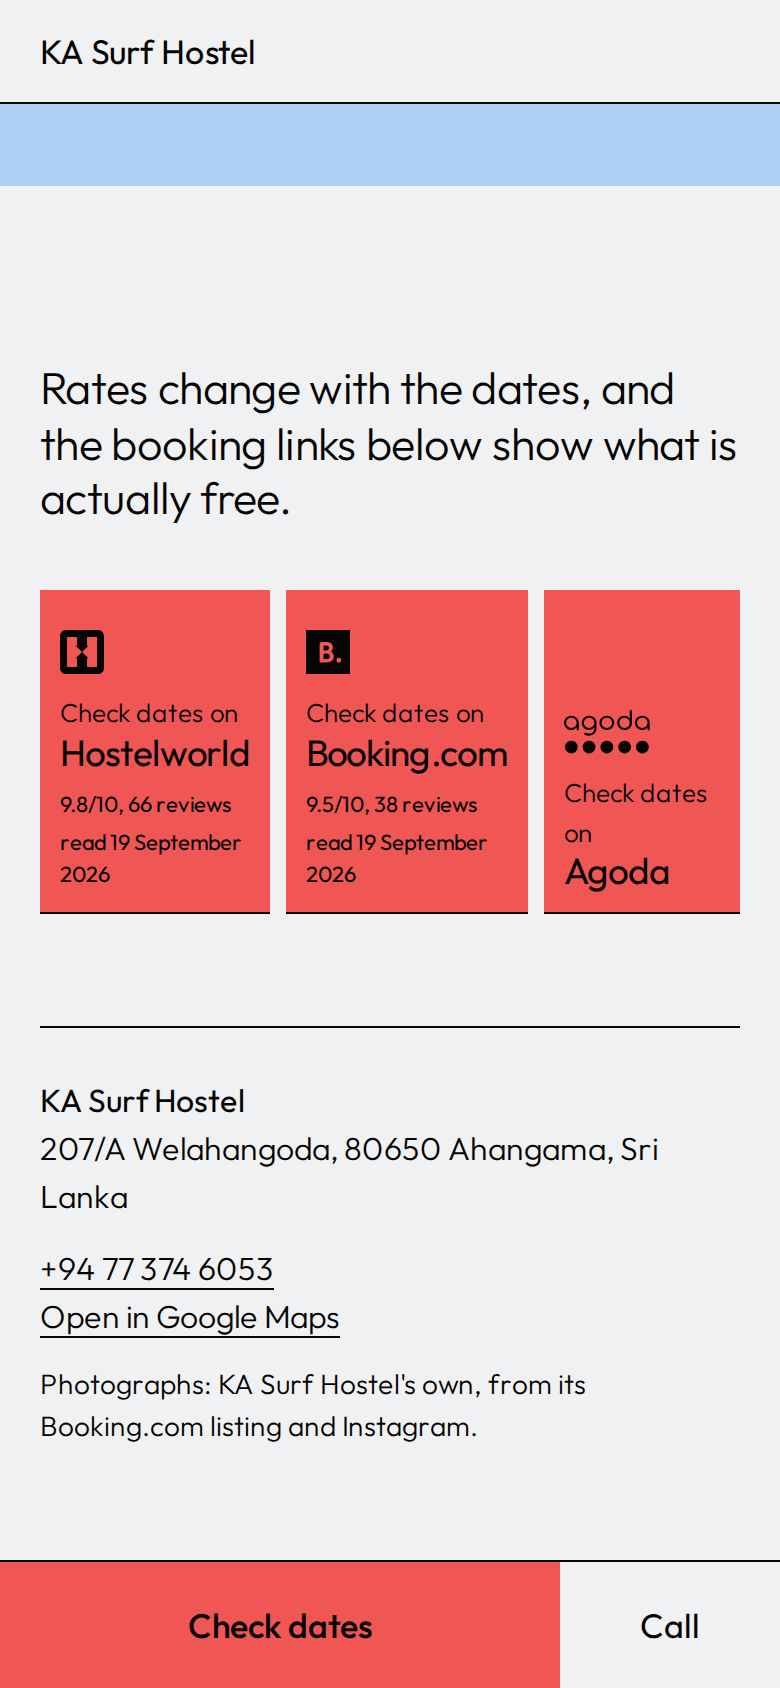 KA Surf Hostel
Rates change with the dates, and
the booking links below show what is
actually free.
Check dates on
Hostelworld
9.8/10, 66 reviews
read 19 September
2026
B.
Check dates on
Booking.com
9.5/10, 38 reviews
read 19 September
2026
agoda
Check dates
on
Agoda
KA Surf Hostel
207/A Welahangoda, 80650 Ahangama, Sri
Lanka
+94 77 374 6053
Open in Google Maps
Photographs: KA Surf Hostel's own, from its
Booking.com listing and Instagram.
Check dates
Call